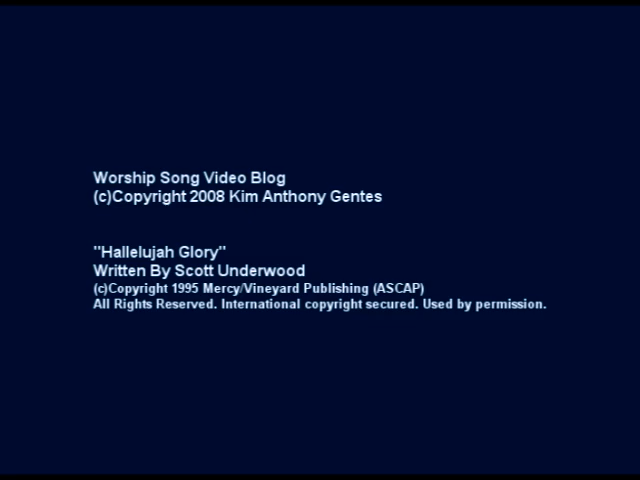 Worship Song Video Blog
(c)Copyright 2008 Kim Anthony Gentes
"Hallelujah Glory"
Written By Scott Underwood
(c)Copyright 1995 Mercy/Vineyard Publishing (ASCAP)
All Rights Reserved. International copyright secured. Used by permission.